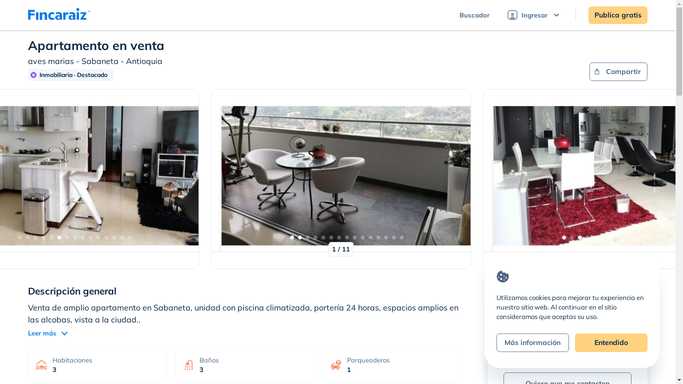 Fincaraiz
Buscador
Ingresar
Publica gratis
Apartamento en venta
aves marias - Sabaneta - Antioquia
Inmobiliaria - Destacado
Compartir
1 / 11
Descripción general
Venta de amplio apartamento en Sabaneta, unidad con piscina climatizada, portería 24 horas, espacios amplios en
las alcobas, vista a la ciudad..
Leer más
Habitaciones
3
Baños
3
Parqueaderos
1
Utilizamos cookies para mejorar tu experiencia en
nuestro sitio web. Al continuar en el sitio
consideramos que aceptas su uso.
Más información
Entendido
Quiero que me contacten